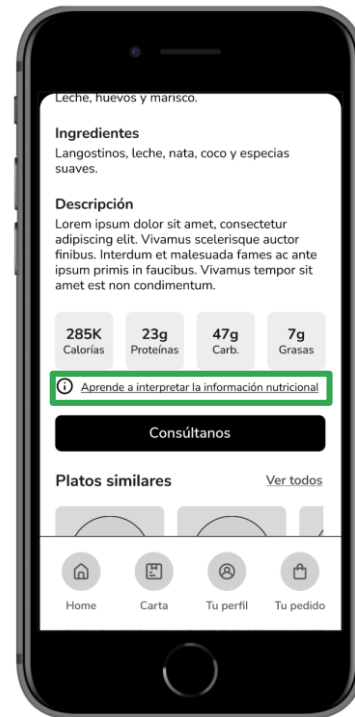 Leche, huevos y marisco.
Ingredientes
Langostinos, leche, nata, coco y especias
suaves.
Descripción
Lorem ipsum dolor sit amet, consectetur
adipiscing elit. Vivamus scelerisque auctor
finibus. Interdum et malesuada fames ac ante
ipsum primis in faucibus. Vivamus tempor sit
amet est non condimentum.
285K 23g 47g 7g
Calorías Proteínas Carb. Grasas
Aprende a interpretar la información nutricional
Consúltanos
Platos similares Ver todos
Home Carta Tu perfil Tu pedido